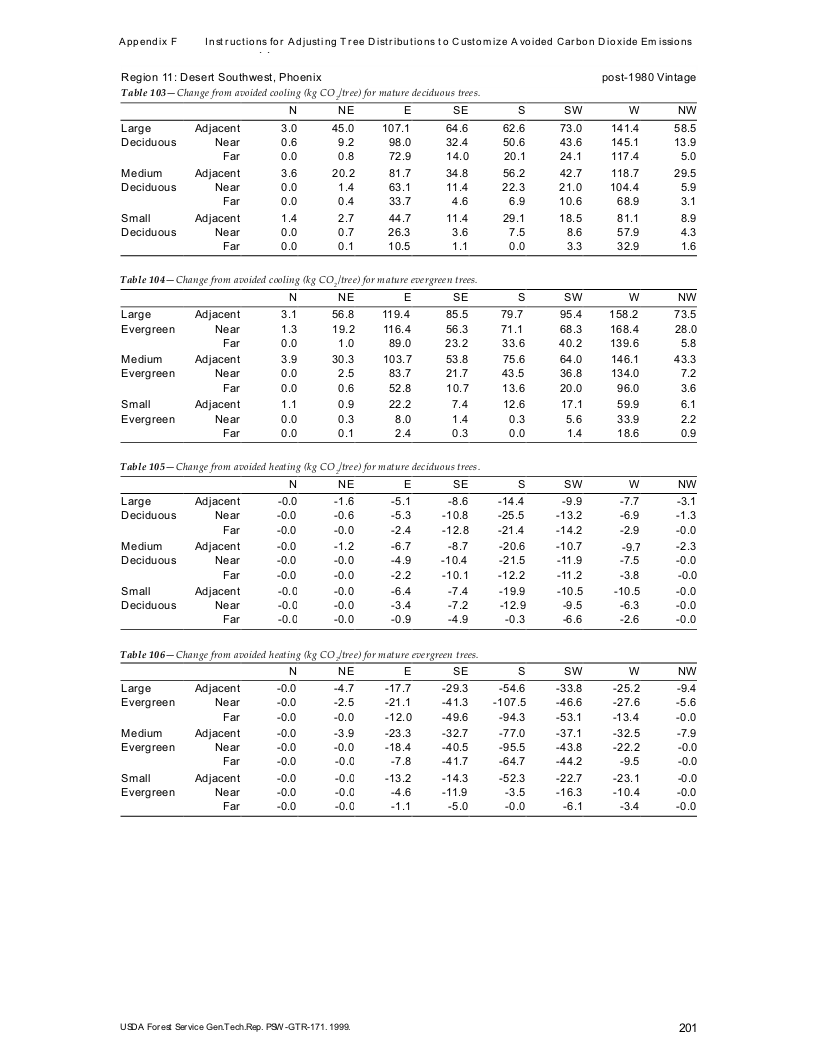 Appendix F Instructions for Adjusting Tree Distributions to Customize Avoided Carbon Dioxide Emissions
Region 11: Desert Southwest, Phoenix post-1980 Vintage
Table 103—Change from avoided cooling (kg CO2/tree) for mature deciduous trees.
N NE E SE S SW W NW
Large Adjacent 3.0 45.0 107.1 64.6 62.6 73.0 141.4 58.5
Deciduous Near 0.6 9.2 98.0 32.4 50.6 43.6 145.1 13.9
Far 0.0 0.8 72.9 14.0 20.1 24.1 117.4 5.0
Medium Adjacent 3.6 20.2 81.7 34.8 56.2 42.7 118.7 29.5
Deciduous Near 0.0 1.4 63.1 11.4 22.3 21.0 104.4 5.9
Far 0.0 0.4 33.7 4.6 6.9 10.6 68.9 3.1
Small Adjacent 1.4 2.7 44.7 11.4 29.1 18.5 81.1 8.9
Deciduous Near 0.0 0.7 26.3 3.6 7.5 8.6 57.9 4.3
Far 0.0 0.1 10.5 1.1 0.0 3.3 32.9 1.6
Table 104—Change from avoided cooling (kg CO2/tree) for mature evergreen trees.
N NE E SE S SW W NW
Large Adjacent 3.1 56.8 119.4 85.5 79.7 95.4 158.2 73.5
Evergreen Near 1.3 19.2 116.4 56.3 71.1 68.3 168.4 28.0
Far 0.0 1.0 89.0 23.2 33.6 40.2 139.6 5.8
Medium Adjacent 3.9 30.3 103.7 53.8 75.6 64.0 146.1 43.3
Evergreen Near 0.0 2.5 83.7 21.7 43.5 36.8 134.0 7.2
Far 0.0 0.6 52.8 10.7 13.6 20.0 96.0 3.6
Small Adjacent 1.1 0.9 22.2 7.4 12.6 17.1 59.9 6.1
Evergreen Near 0.0 0.3 8.0 1.4 0.3 5.6 33.9 2.2
Far 0.0 0.1 2.4 0.3 0.0 1.4 18.6 0.9
Table 105—Change from avoided heating (kg CO2/tree) for mature deciduous trees.
N NE E SE S SW W NW
Large Adjacent -0.0 -1.6 -5.1 -8.6 -14.4 -9.9 -7.7 -3.1
Deciduous Near -0.0 -0.6 -5.3 -10.8 -25.5 -13.2 -6.9 -1.3
Far -0.0 -0.0 -2.4 -12.8 -21.4 -14.2 -2.9 -0.0
Medium Adjacent -0.0 -1.2 -6.7 -8.7 -20.6 -10.7 -9.7 -2.3
Deciduous Near -0.0 -0.0 -4.9 -10.4 -21.5 -11.9 -7.5 -0.0
Far -0.0 -0.0 -2.2 -10.1 -12.2 -11.2 -3.8 -0.0
Small Adjacent -0.0 -0.0 -6.4 -7.4 -19.9 -10.5 -10.5 -0.0
Deciduous Near -0.0 -0.0 -3.4 -7.2 -12.9 -9.5 -6.3 -0.0
Far -0.0 -0.0 -0.9 -4.9 -0.3 -6.6 -2.6 -0.0
Table 106—Change from avoided heating (kg CO2/tree) for mature evergreen trees.
N NE E SE S SW W NW
Large Adjacent -0.0 -4.7 -17.7 -29.3 -54.6 -33.8 -25.2 -9.4
Evergreen Near -0.0 -2.5 -21.1 -41.3 -107.5 -46.6 -27.6 -5.6
Far -0.0 -0.0 -12.0 -49.6 -94.3 -53.1 -13.4 -0.0
Medium Adjacent -0.0 -3.9 -23.3 -32.7 -77.0 -37.1 -32.5 -7.9
Evergreen Near -0.0 -0.0 -18.4 -40.5 -95.5 -43.8 -22.2 -0.0
Far -0.0 -0.0 -7.8 -41.7 -64.7 -44.2 -9.5 -0.0
Small Adjacent -0.0 -0.0 -13.2 -14.3 -52.3 -22.7 -23.1 -0.0
Evergreen Near -0.0 -0.0 -4.6 -11.9 -3.5 -16.3 -10.4 -0.0
Far -0.0 -0.0 -1.1 -5.0 -0.0 -6.1 -3.4 -0.0
USDA Forest Service Gen.Tech.Rep. PSW-GTR-171. 1999. 201